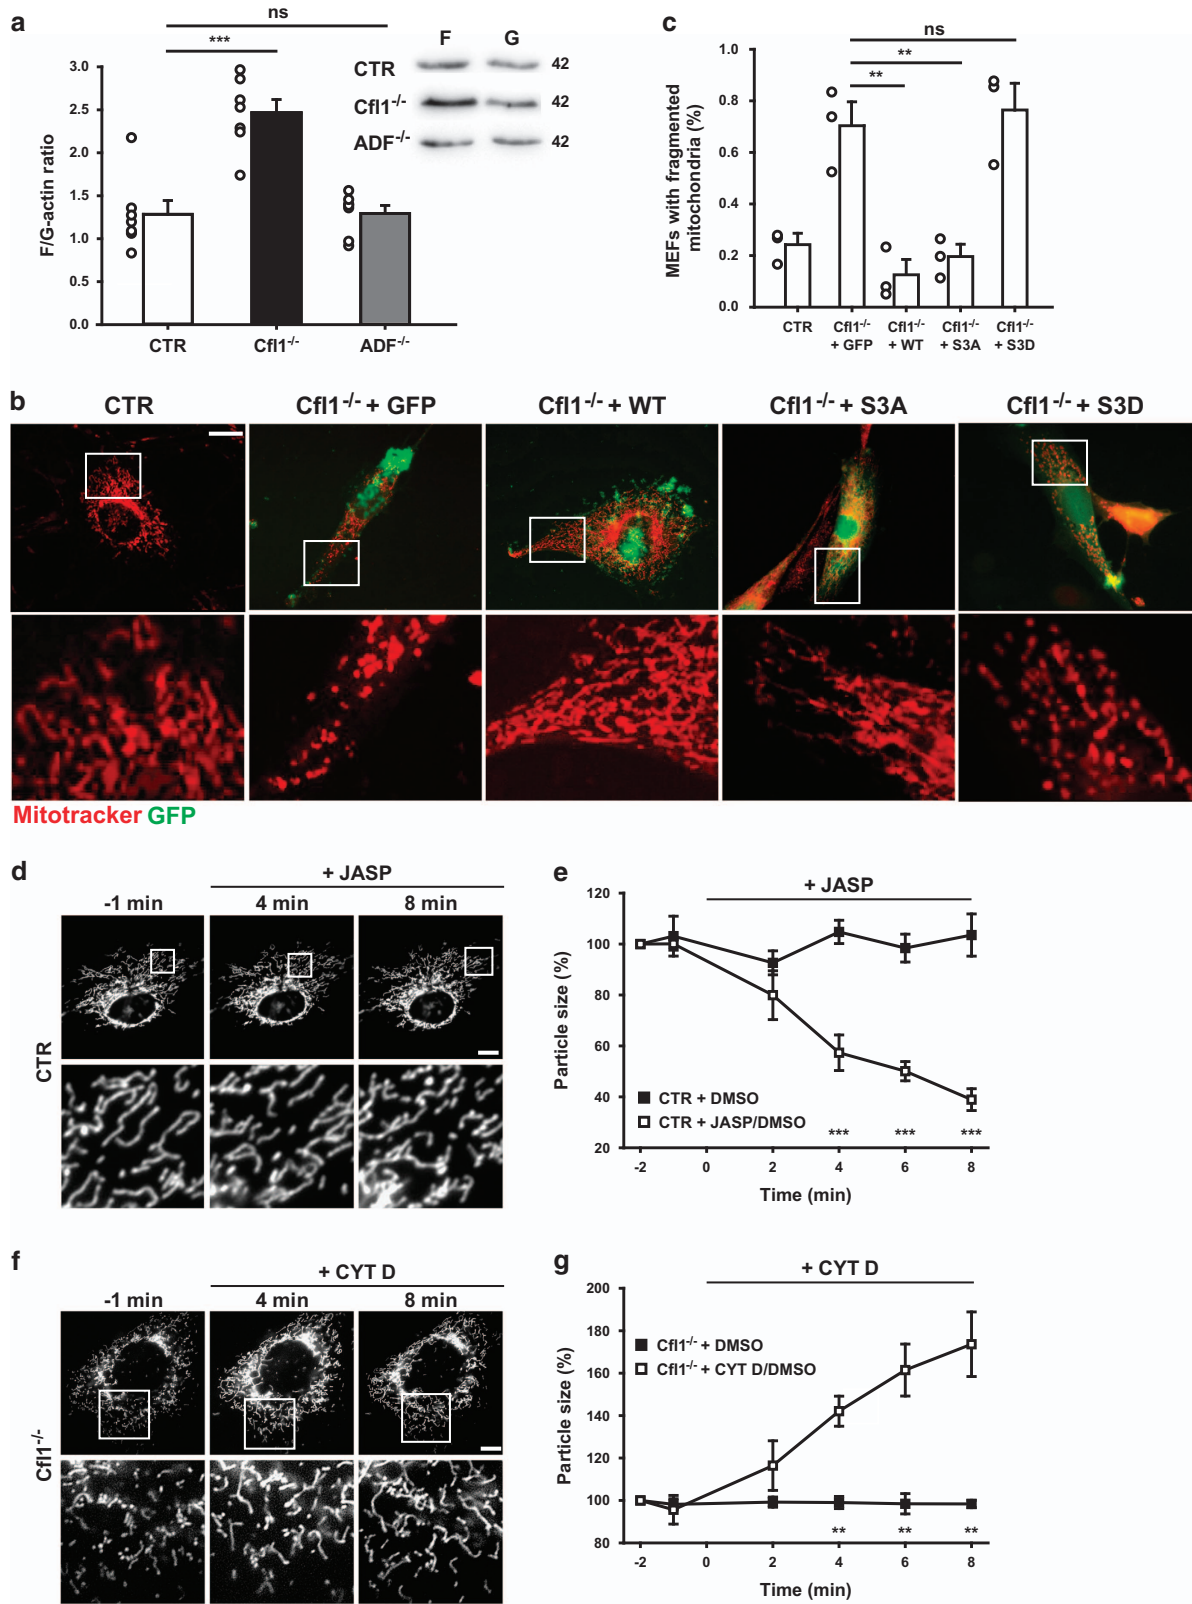 a
ns
***
F/G-actin ratio
3.0
2.5
2.0
1.5
1.0
0.5
0.0
CTR
Cfl1-/-
ADF-/-
F G
CTR 42
Cfl1-/- 42
ADF-/- 42
c
ns
**
**
MEFs with fragmented mitochondria (%)
1.0
0.8
0.6
0.4
0.2
0.0
CTR
Cfl1-/- + GFP
Cfl1-/- + WT
Cfl1-/- + S3A
Cfl1-/- + S3D
b
CTR
Cfl1-/- + GFP
Cfl1-/- + WT
Cfl1-/- + S3A
Cfl1-/- + S3D
Mitotracker GFP
d
+ JASP
-1 min
4 min
8 min
CTR
e
+ JASP
Particle size (%)
120
100
80
60
40
20
CTR + DMSO
CTR + JASP/DMSO
*** *** ***
-2 0 2 4 6 8
Time (min)
f
+ CYT D
-1 min
4 min
8 min
Cfl1-/-
g
+ CYT D
Particle size (%)
200
180
160
140
120
100
80
Cfl1-/- + DMSO
Cfl1-/- + CYT D/DMSO
** ** **
-2 0 2 4 6 8
Time (min)